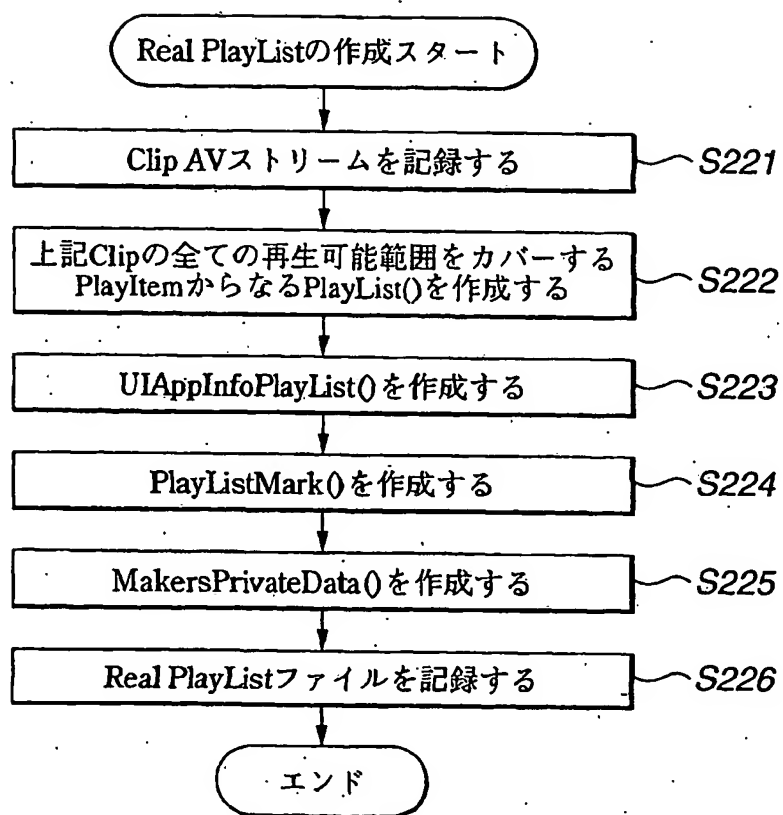 Real PlayListの作成スタート
Clip AVストリームを記録する
S221
上記Clipの全ての再生可能範囲をカバーする
PlayItemからなるPlayList()を作成する
S222
UIAppInfoPlayList()を作成する
S223
PlayListMark()を作成する
S224
MakersPrivateData()を作成する
S225
Real PlayListファイルを記録する
S226
エンド